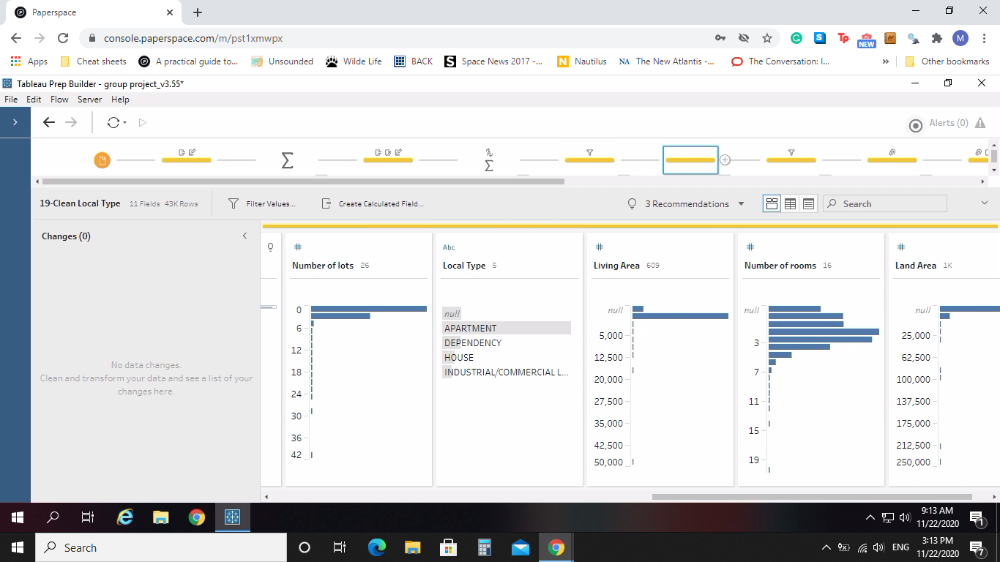 Paperspace
console.paperspace.com/m/pst1xmwpx
NEW
M
Apps Cheat sheets A practical guide to... Unsounded Wilde Life BACK Space News 2017 -... Nautilus NA The New Atlantis -... The Conversation: I... » Other bookmarks
Tableau Prep Builder - group project_v3.55*
File Edit Flow Server Help
Alerts (0)
19-Clean Local Type 11 Fields 43K Rows Filter Values... Create Calculated Field... 3 Recommendations Search
Changes (0)
No data changes.
Clean and transform your data and see a list of your
changes here.
#
Number of lots 26
0
6
12
18
24
30
36
42
Abc
Local Type 5
null
APARTMENT
DEPENDENCY
HOUSE
INDUSTRIAL/COMMERCIAL L...
#
Living Area 609
null
5,000
12,500
20,000
27,500
35,000
42,500
50,000
#
Number of rooms 16
null
3
7
11
15
19
#
Land Area 1K
null
25,000
62,500
100,000
137,500
175,000
212,500
250,000
9:13 AM
11/22/2020
1
Search
ENG
3:13 PM
11/22/2020
7